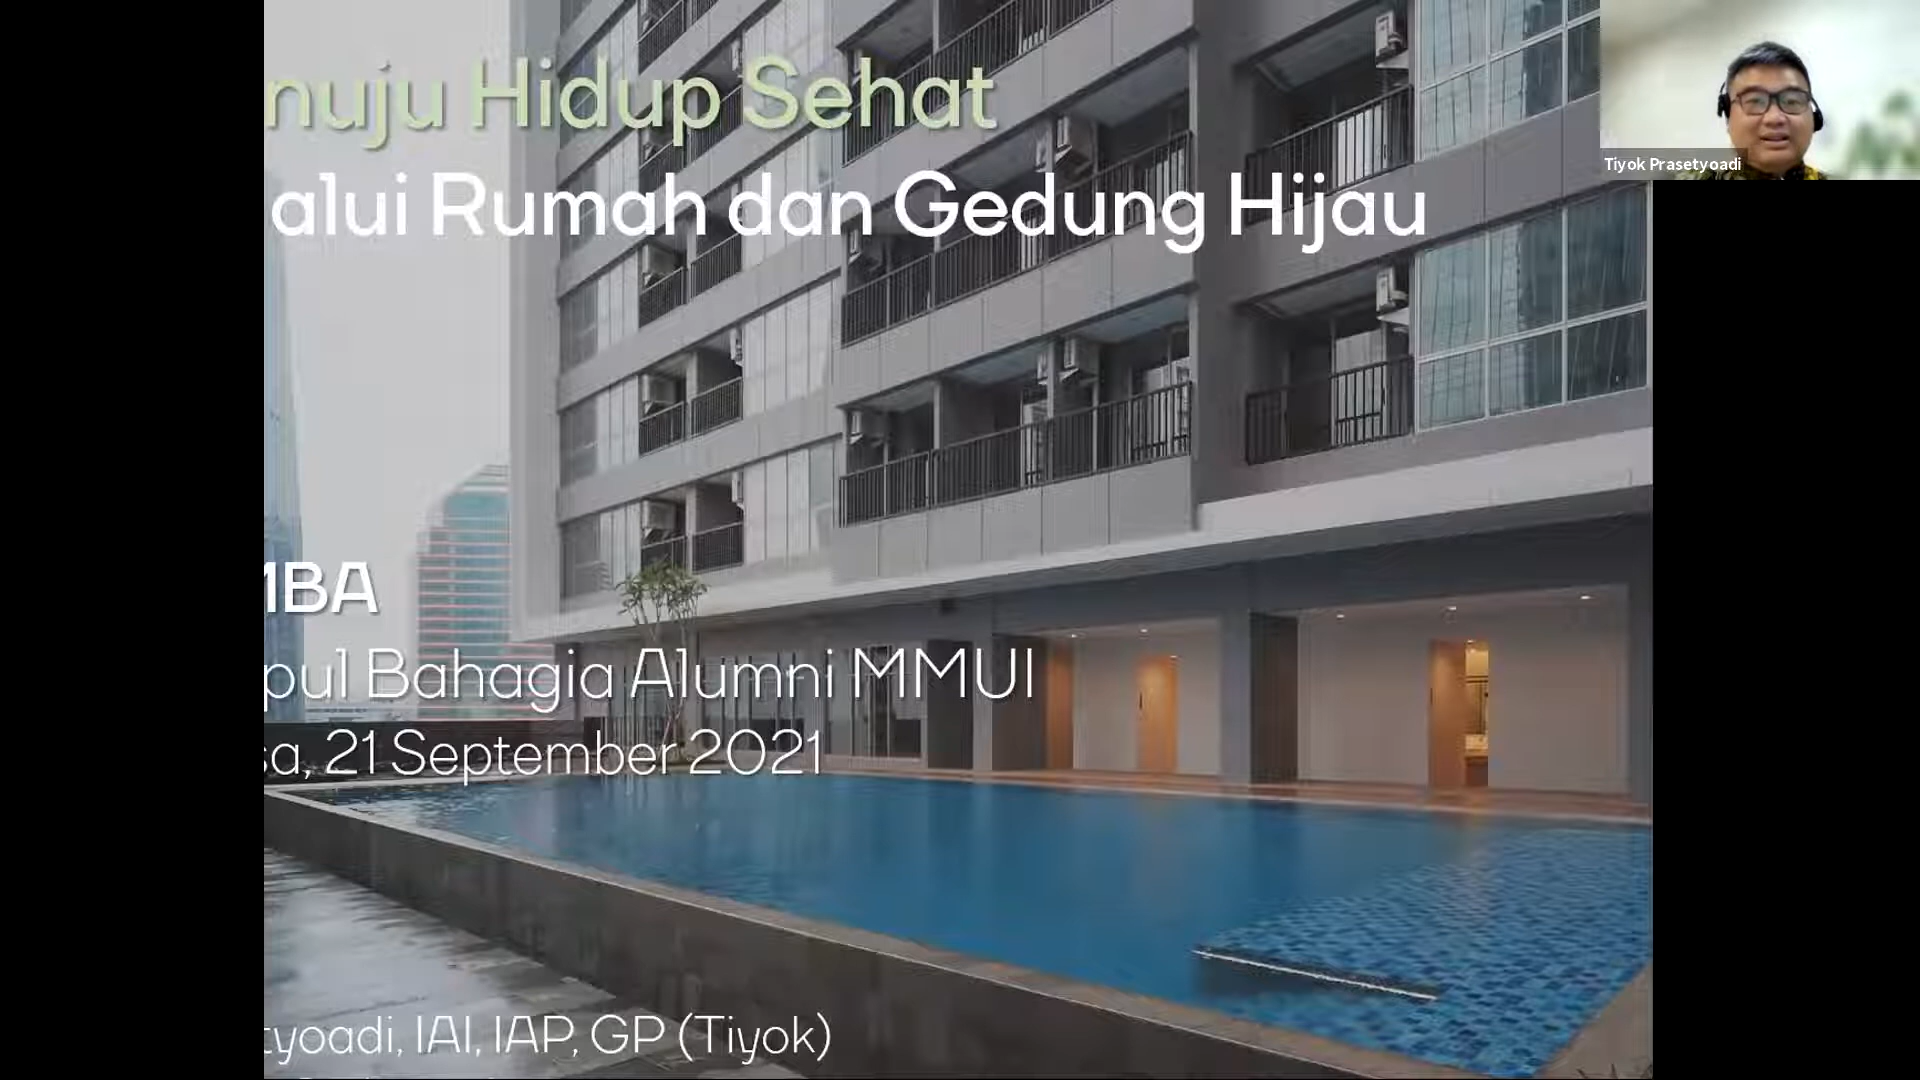 nuju Hidup Sehat
alui Rumah dan Gedung Hijau
Tiyok Prasetyoadi
MBA
pul Bahagia Alumni MMUI
sa, 21 September 2021
tyoadi, IAI, IAP, GP (Tiyok)